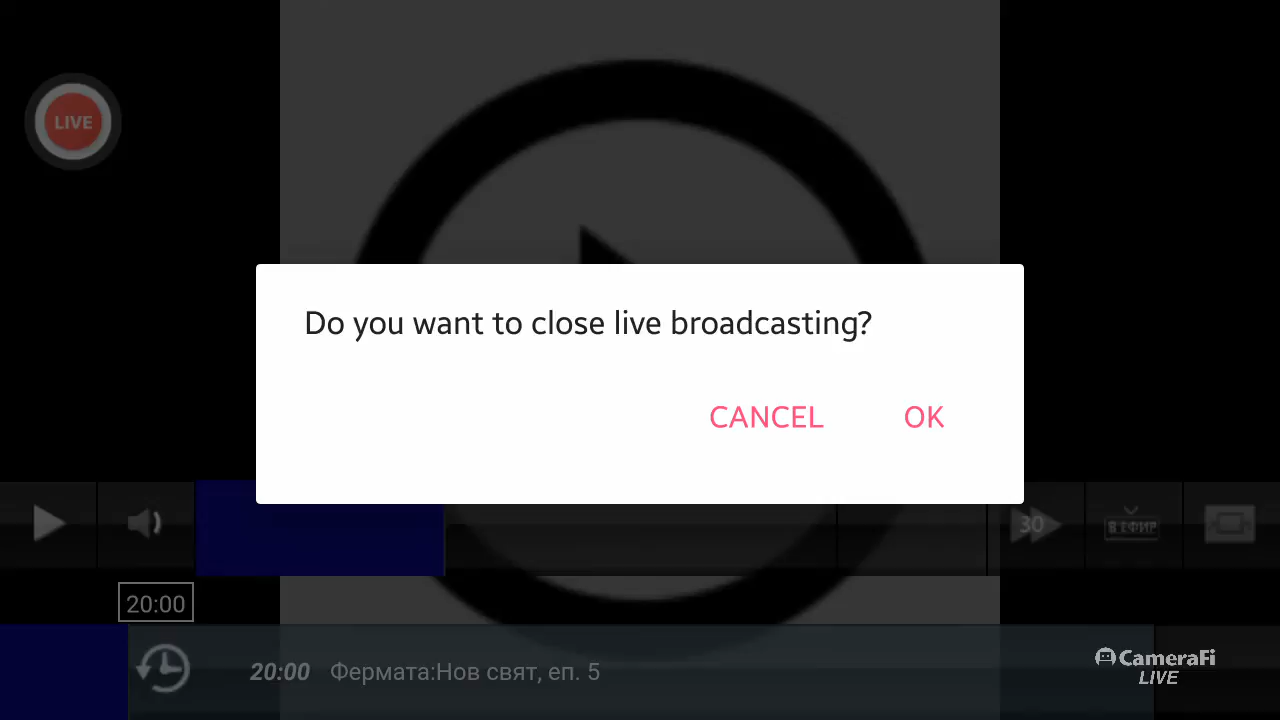 LIVE
Do you want to close live broadcasting?
CANCEL OK
30
В ЕФИР
20:00
20:00 Фермата:Нов свят, еп. 5
CameraFi
LIVE